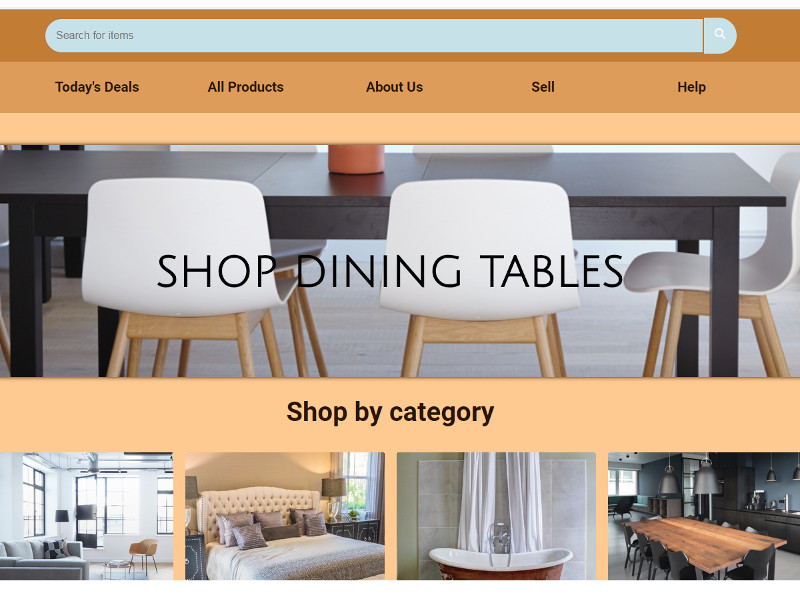 Search for items
Today's Deals All Products About Us Sell Help
SHOP DINING TABLES
Shop by category